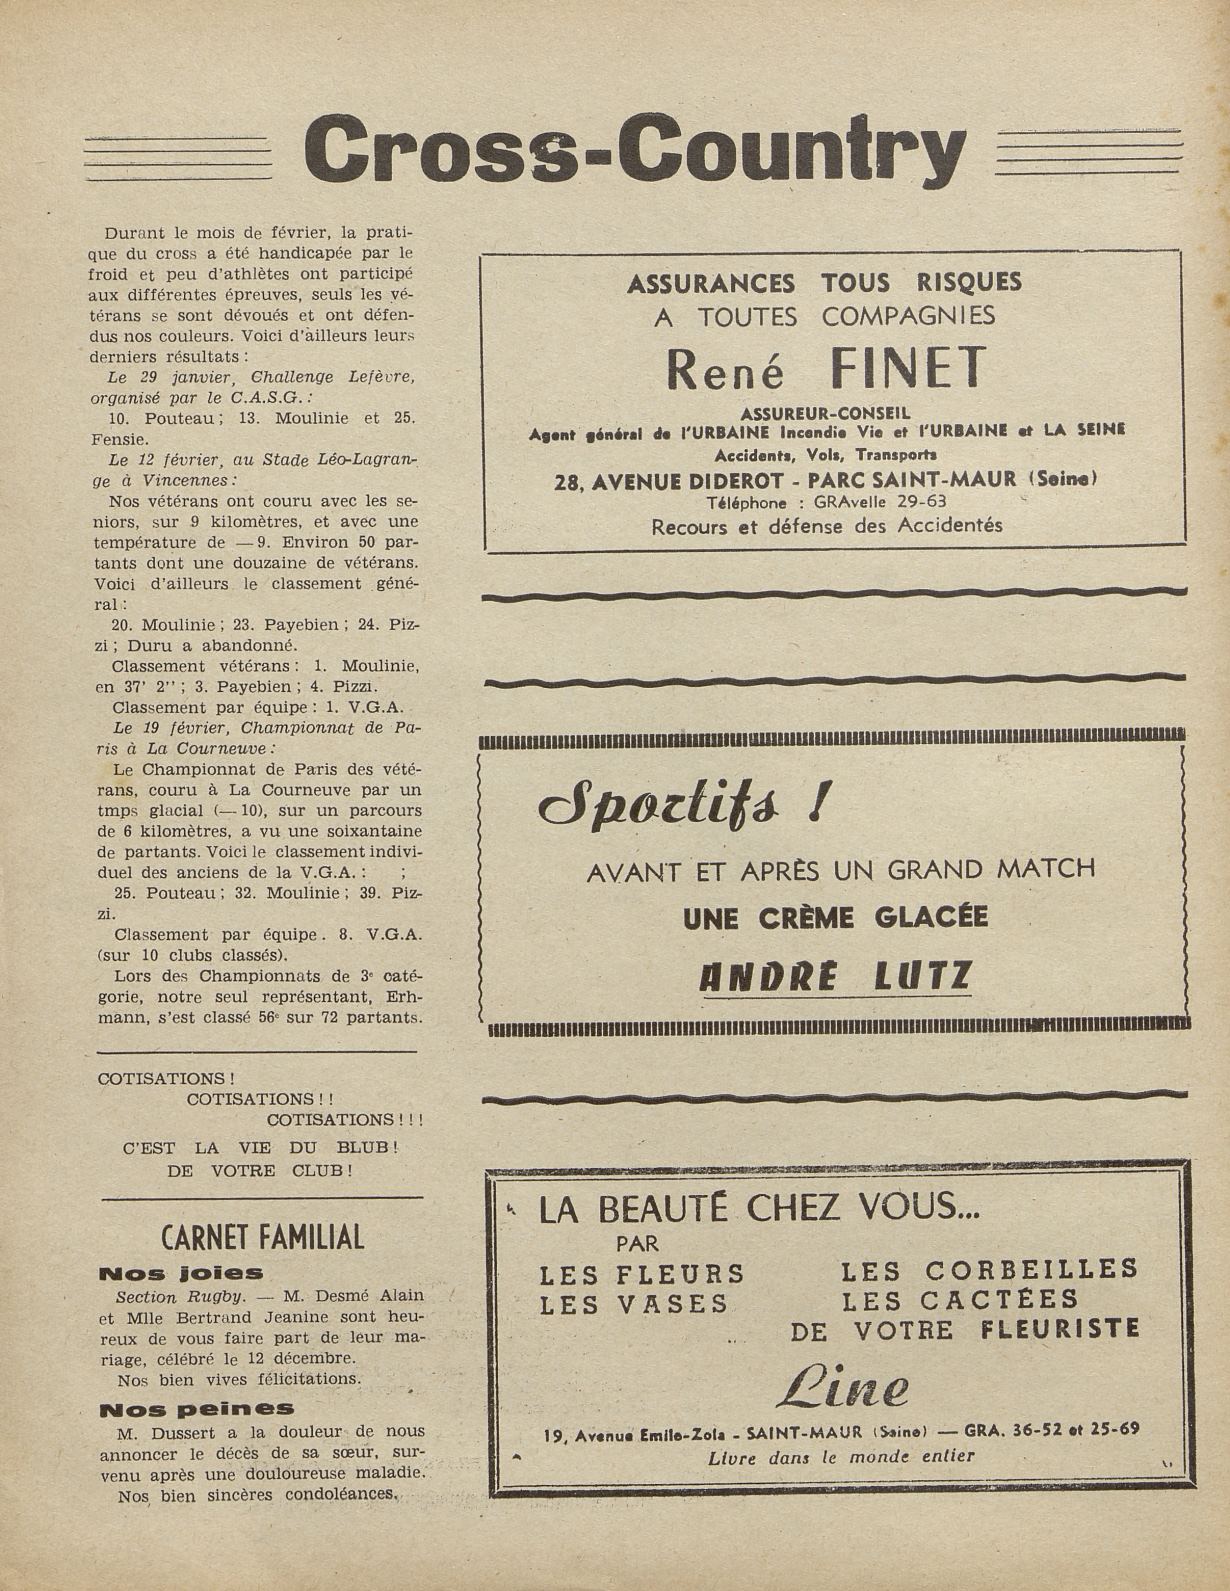 Cross-Country
Durant le mois de février, la prati-
que du cross a été handicapée par le
froid et peu d'athlètes ont participé
aux différentes épreuves, seuls les vé-
térans se sont dévoués et ont défen-
dus nos couleurs. Voici d'ailleurs leurs
derniers résultats :
Le 29 janvier, Challenge Lefèvre,
organisé par le C.A.S.G. :
10. Pouteau ; 13. Moulinie et 25.
Fensie.
Le 12 février, au Stade Léo-Lagran-
ge à Vincennes :
Nos vétérans ont couru avec les se-
niors, sur 9 kilomètres, et avec une
température de — 9. Environ 50 par-
tants dont une douzaine de vétérans.
Voici d'ailleurs le classement géné-
ral :
20. Moulinie ; 23. Payebien ; 24. Piz-
zi ; Duru a abandonné.
Classement vétérans : 1. Moulinie,
en 37' 2'' ; 3. Payebien ; 4. Pizzi.
Classement par équipe : 1. V.G.A.
Le 19 février, Championnat de Pa-
ris à La Courneuve :
Le Championnat de Paris des vété-
rans, couru à La Courneuve par un
tmps glacial (— 10), sur un parcours
de 6 kilomètres, a vu une soixantaine
de partants. Voici le classement indivi-
duel des anciens de la V.G.A. : ;
25. Pouteau ; 32. Moulinie ; 39. Piz-
zi.
Classement par équipe. 8. V.G.A.
(sur 10 clubs classés).
Lors des Championnats de 3e caté-
gorie, notre seul représentant, Erh-
mann, s'est classé 56e sur 72 partants.
COTISATIONS !
COTISATIONS ! !
COTISATIONS ! ! !
C'EST LA VIE DU BLUB !
DE VOTRE CLUB !
CARNET FAMILIAL
Nos joies
Section Rugby. — M. Desmé Alain
et Mlle Bertrand Jeanine sont heu-
reux de vous faire part de leur ma-
riage, célébré le 12 décembre.
Nos bien vives félicitations.
Nos peines
M. Dussert a la douleur de nous
annoncer le décès de sa sœur, sur-
venu après une douloureuse maladie.
Nos bien sincères condoléances.
ASSURANCES TOUS RISQUES
A TOUTES COMPAGNIES
René FINET
ASSUREUR-CONSEIL
Agent général de l'URBAINE Incendie Vie et l'URBAINE et LA SEINE
Accidents, Vols, Transports
28, AVENUE DIDEROT - PARC SAINT-MAUR (Seine)
Téléphone : GRAvelle 29-63
Recours et défense des Accidentés
Sportifs !
AVANT ET APRÈS UN GRAND MATCH
UNE CRÈME GLACÉE
ANDRÉ LUTZ
LA BEAUTÉ CHEZ VOUS...
PAR
LES FLEURS LES CORBEILLES
LES VASES LES CACTÉES
DE VOTRE FLEURISTE
Line
19, Avenue Emile-Zola - SAINT-MAUR (Seine) — GRA. 36-52 et 25-69
Livre dans le monde entier